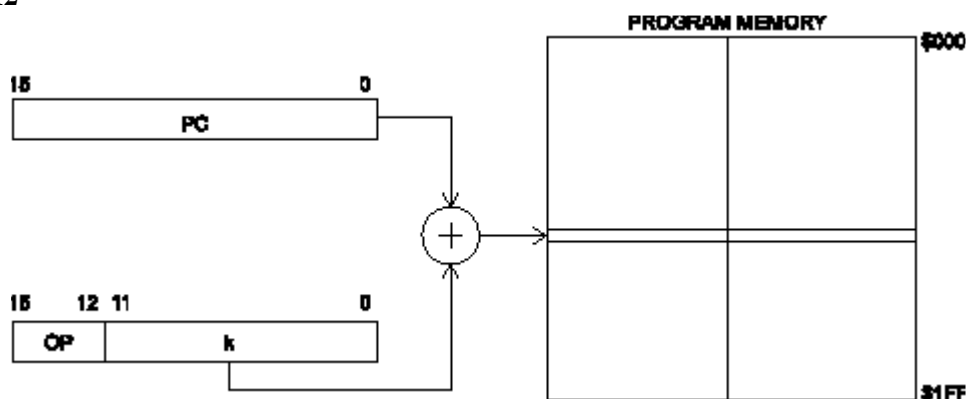 PROGRAM MEMORY
$000
15 0
PC
+
15 12 11 0
OP k
$1FF